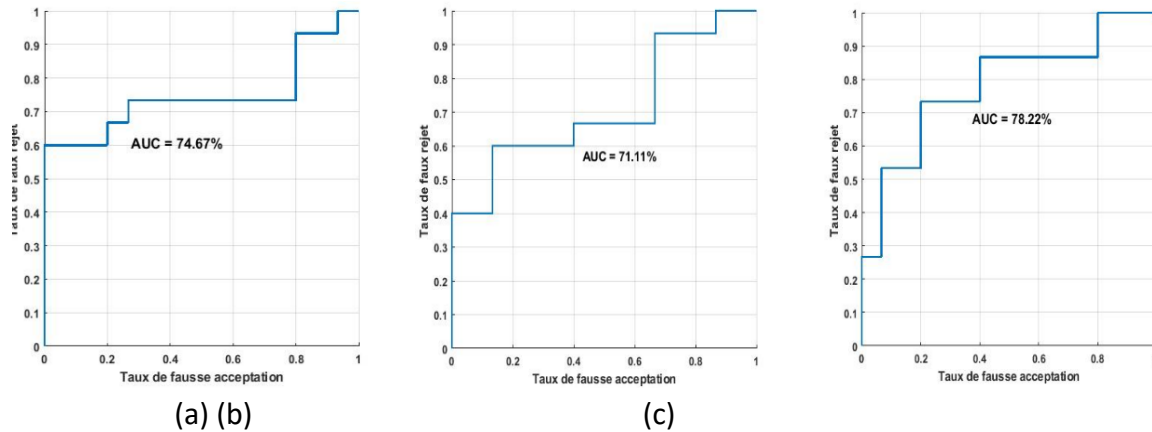 1
0.9
0.8
0.7
0.6
0.5
0.4
0.3
0.2
0.1
0
Taux de faux rejet
AUC = 74.67%
0 0.2 0.4 0.6 0.8 1
Taux de fausse acceptation
1
0.9
0.8
0.7
0.6
0.5
0.4
0.3
0.2
0.1
0
Taux de faux rejet
AUC = 71.11%
0 0.2 0.4 0.6 0.8 1
Taux de fausse acceptation
1
0.9
0.8
0.7
0.6
0.5
0.4
0.3
0.2
0.1
0
Taux de faux rejet
AUC = 78.22%
0 0.2 0.4 0.6 0.8 1
Taux de fausse acceptation
(a) (b) (c)